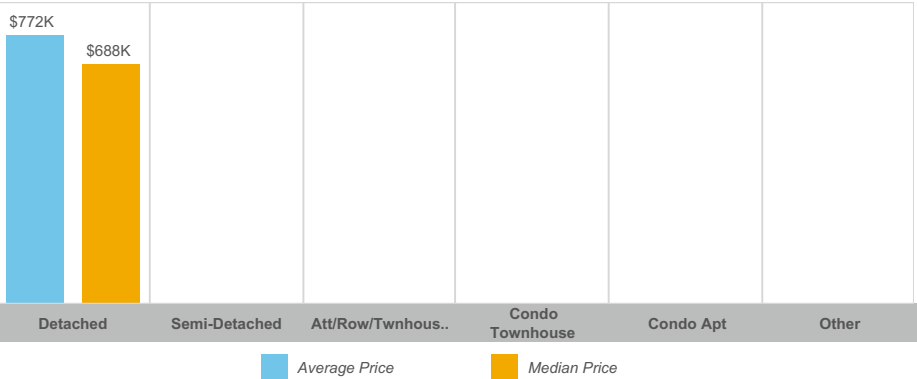 $772K
$688K
Detached
Semi-Detached
Att/Row/Twnhous..
Condo
Townhouse
Condo Apt
Other
Average Price
Median Price